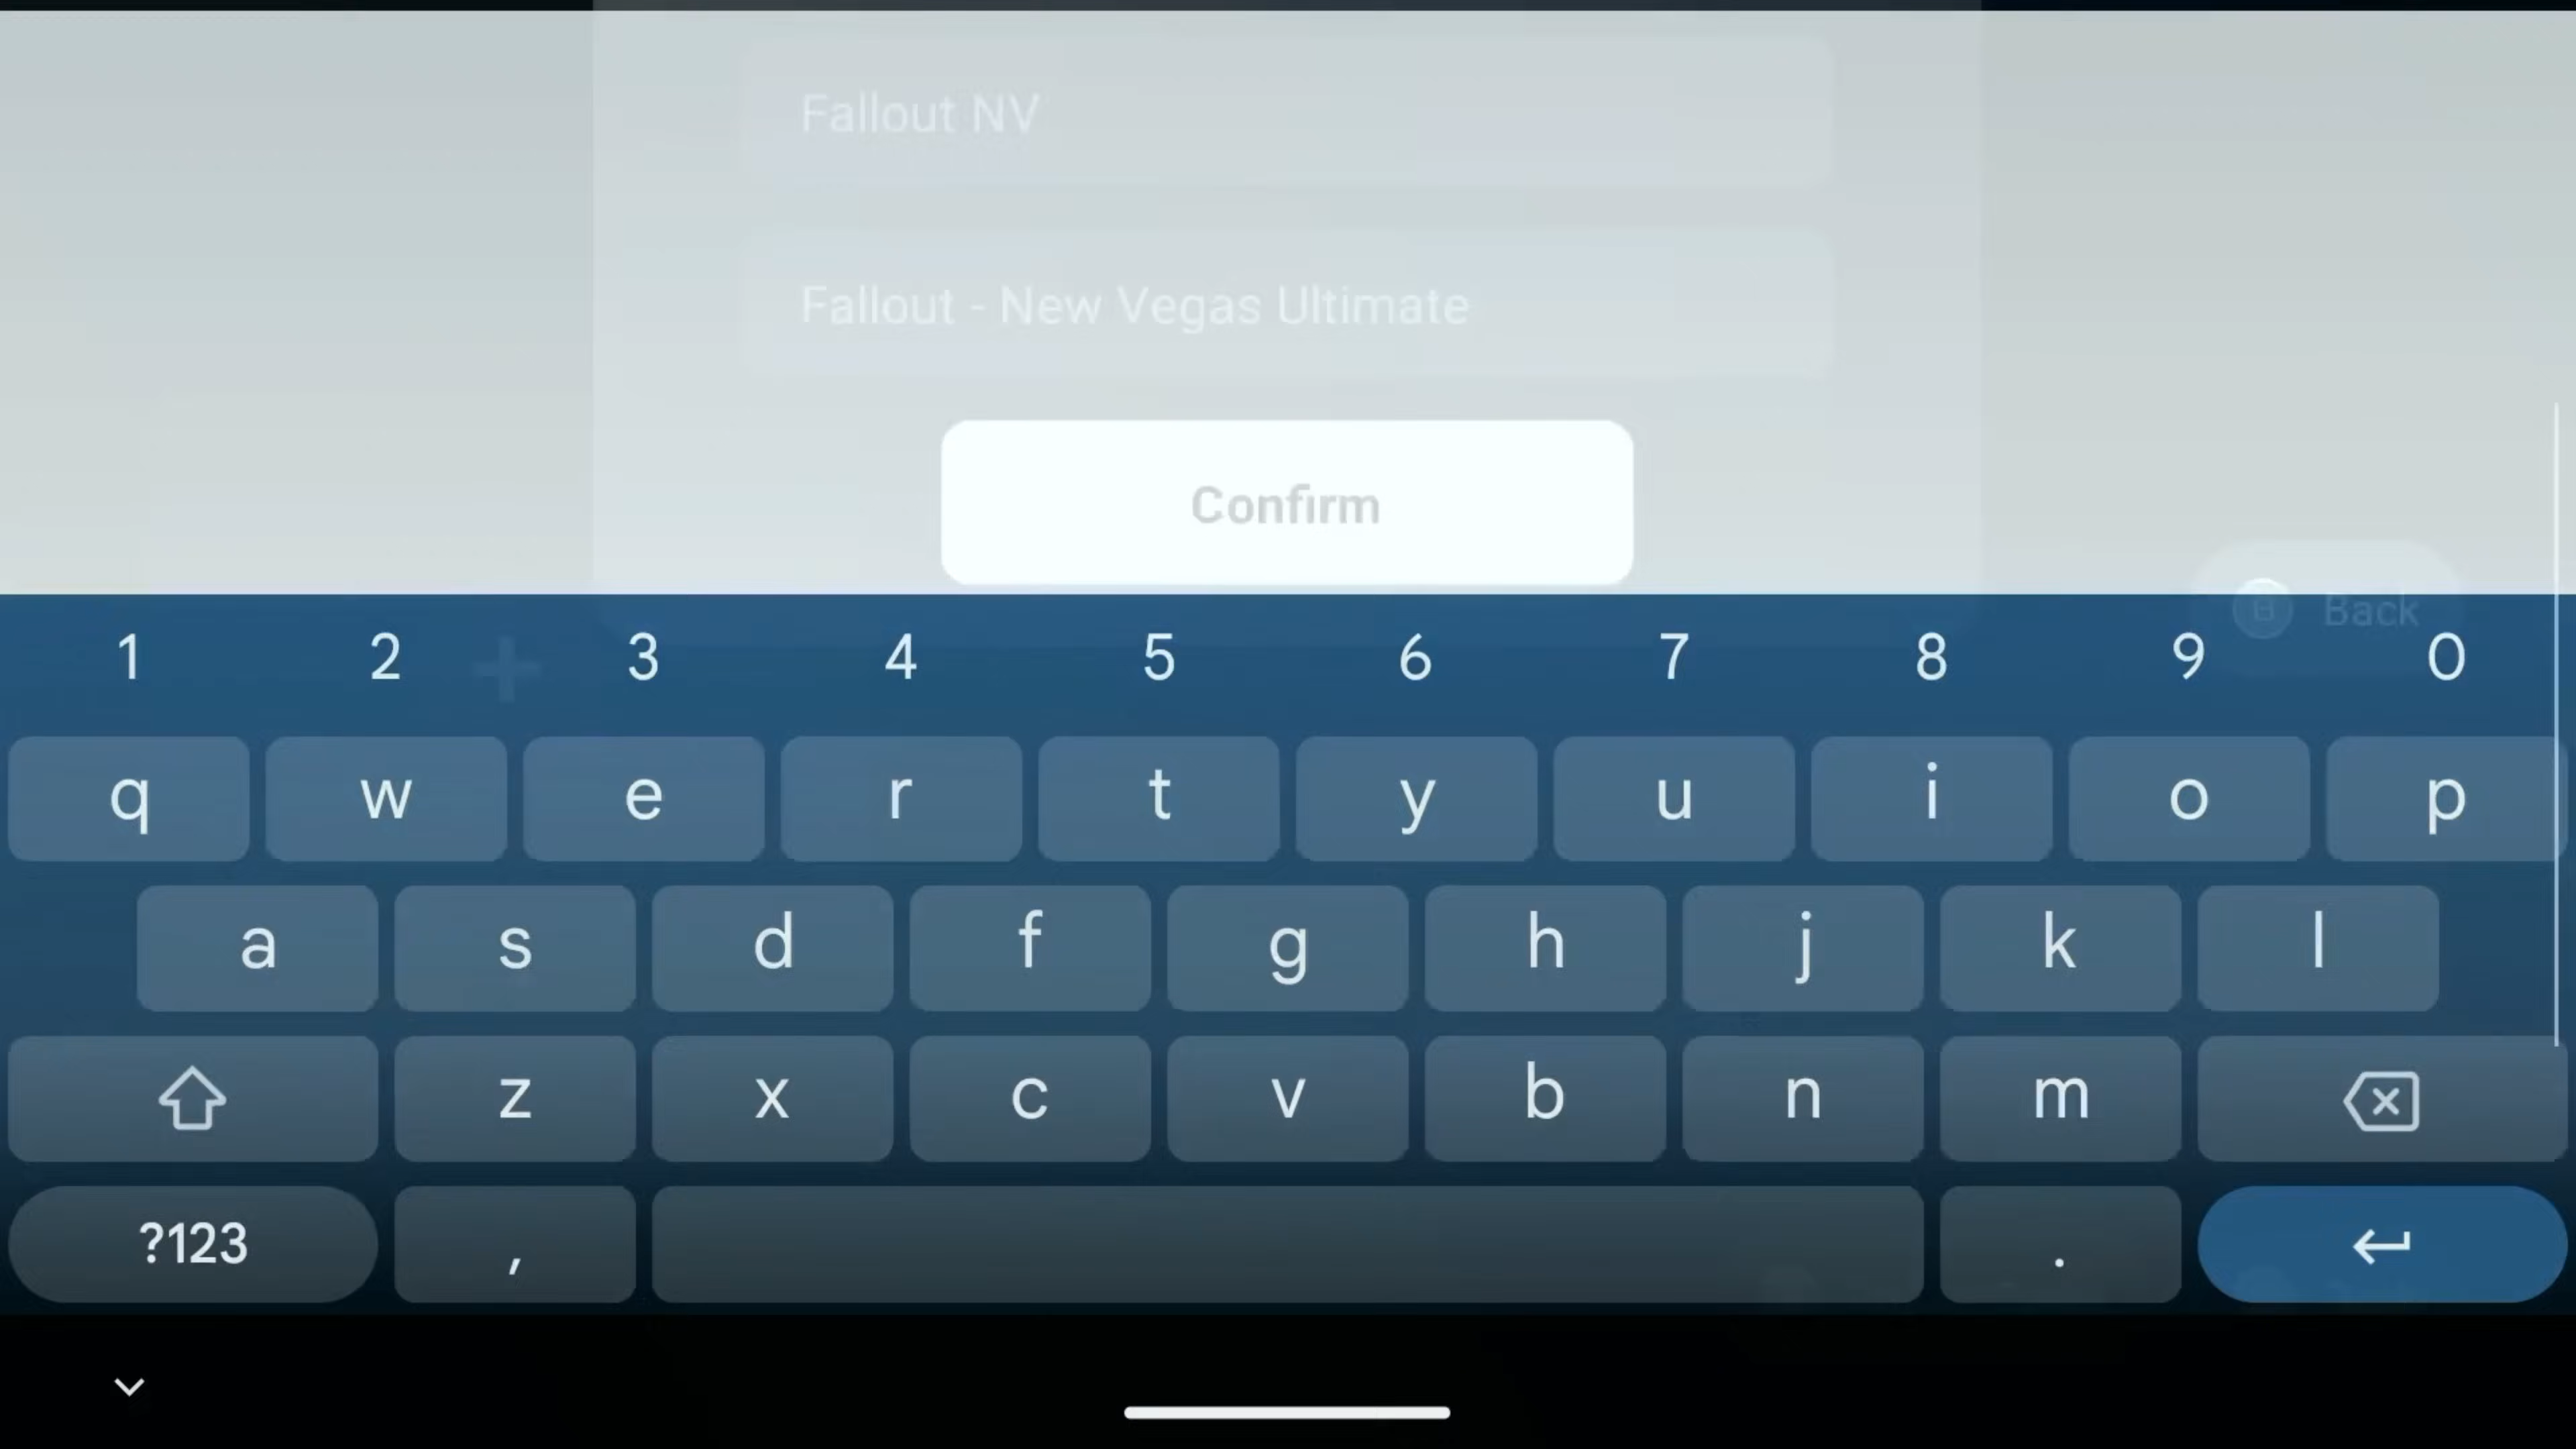 Fallout NV
Fallout - New Vegas Ultimate
Confirm
Back
1 2 3 4 5 6 7 8 9 0
q w e r t y u i o p
a s d f g h j k l
z x c v b n m
?123 , .